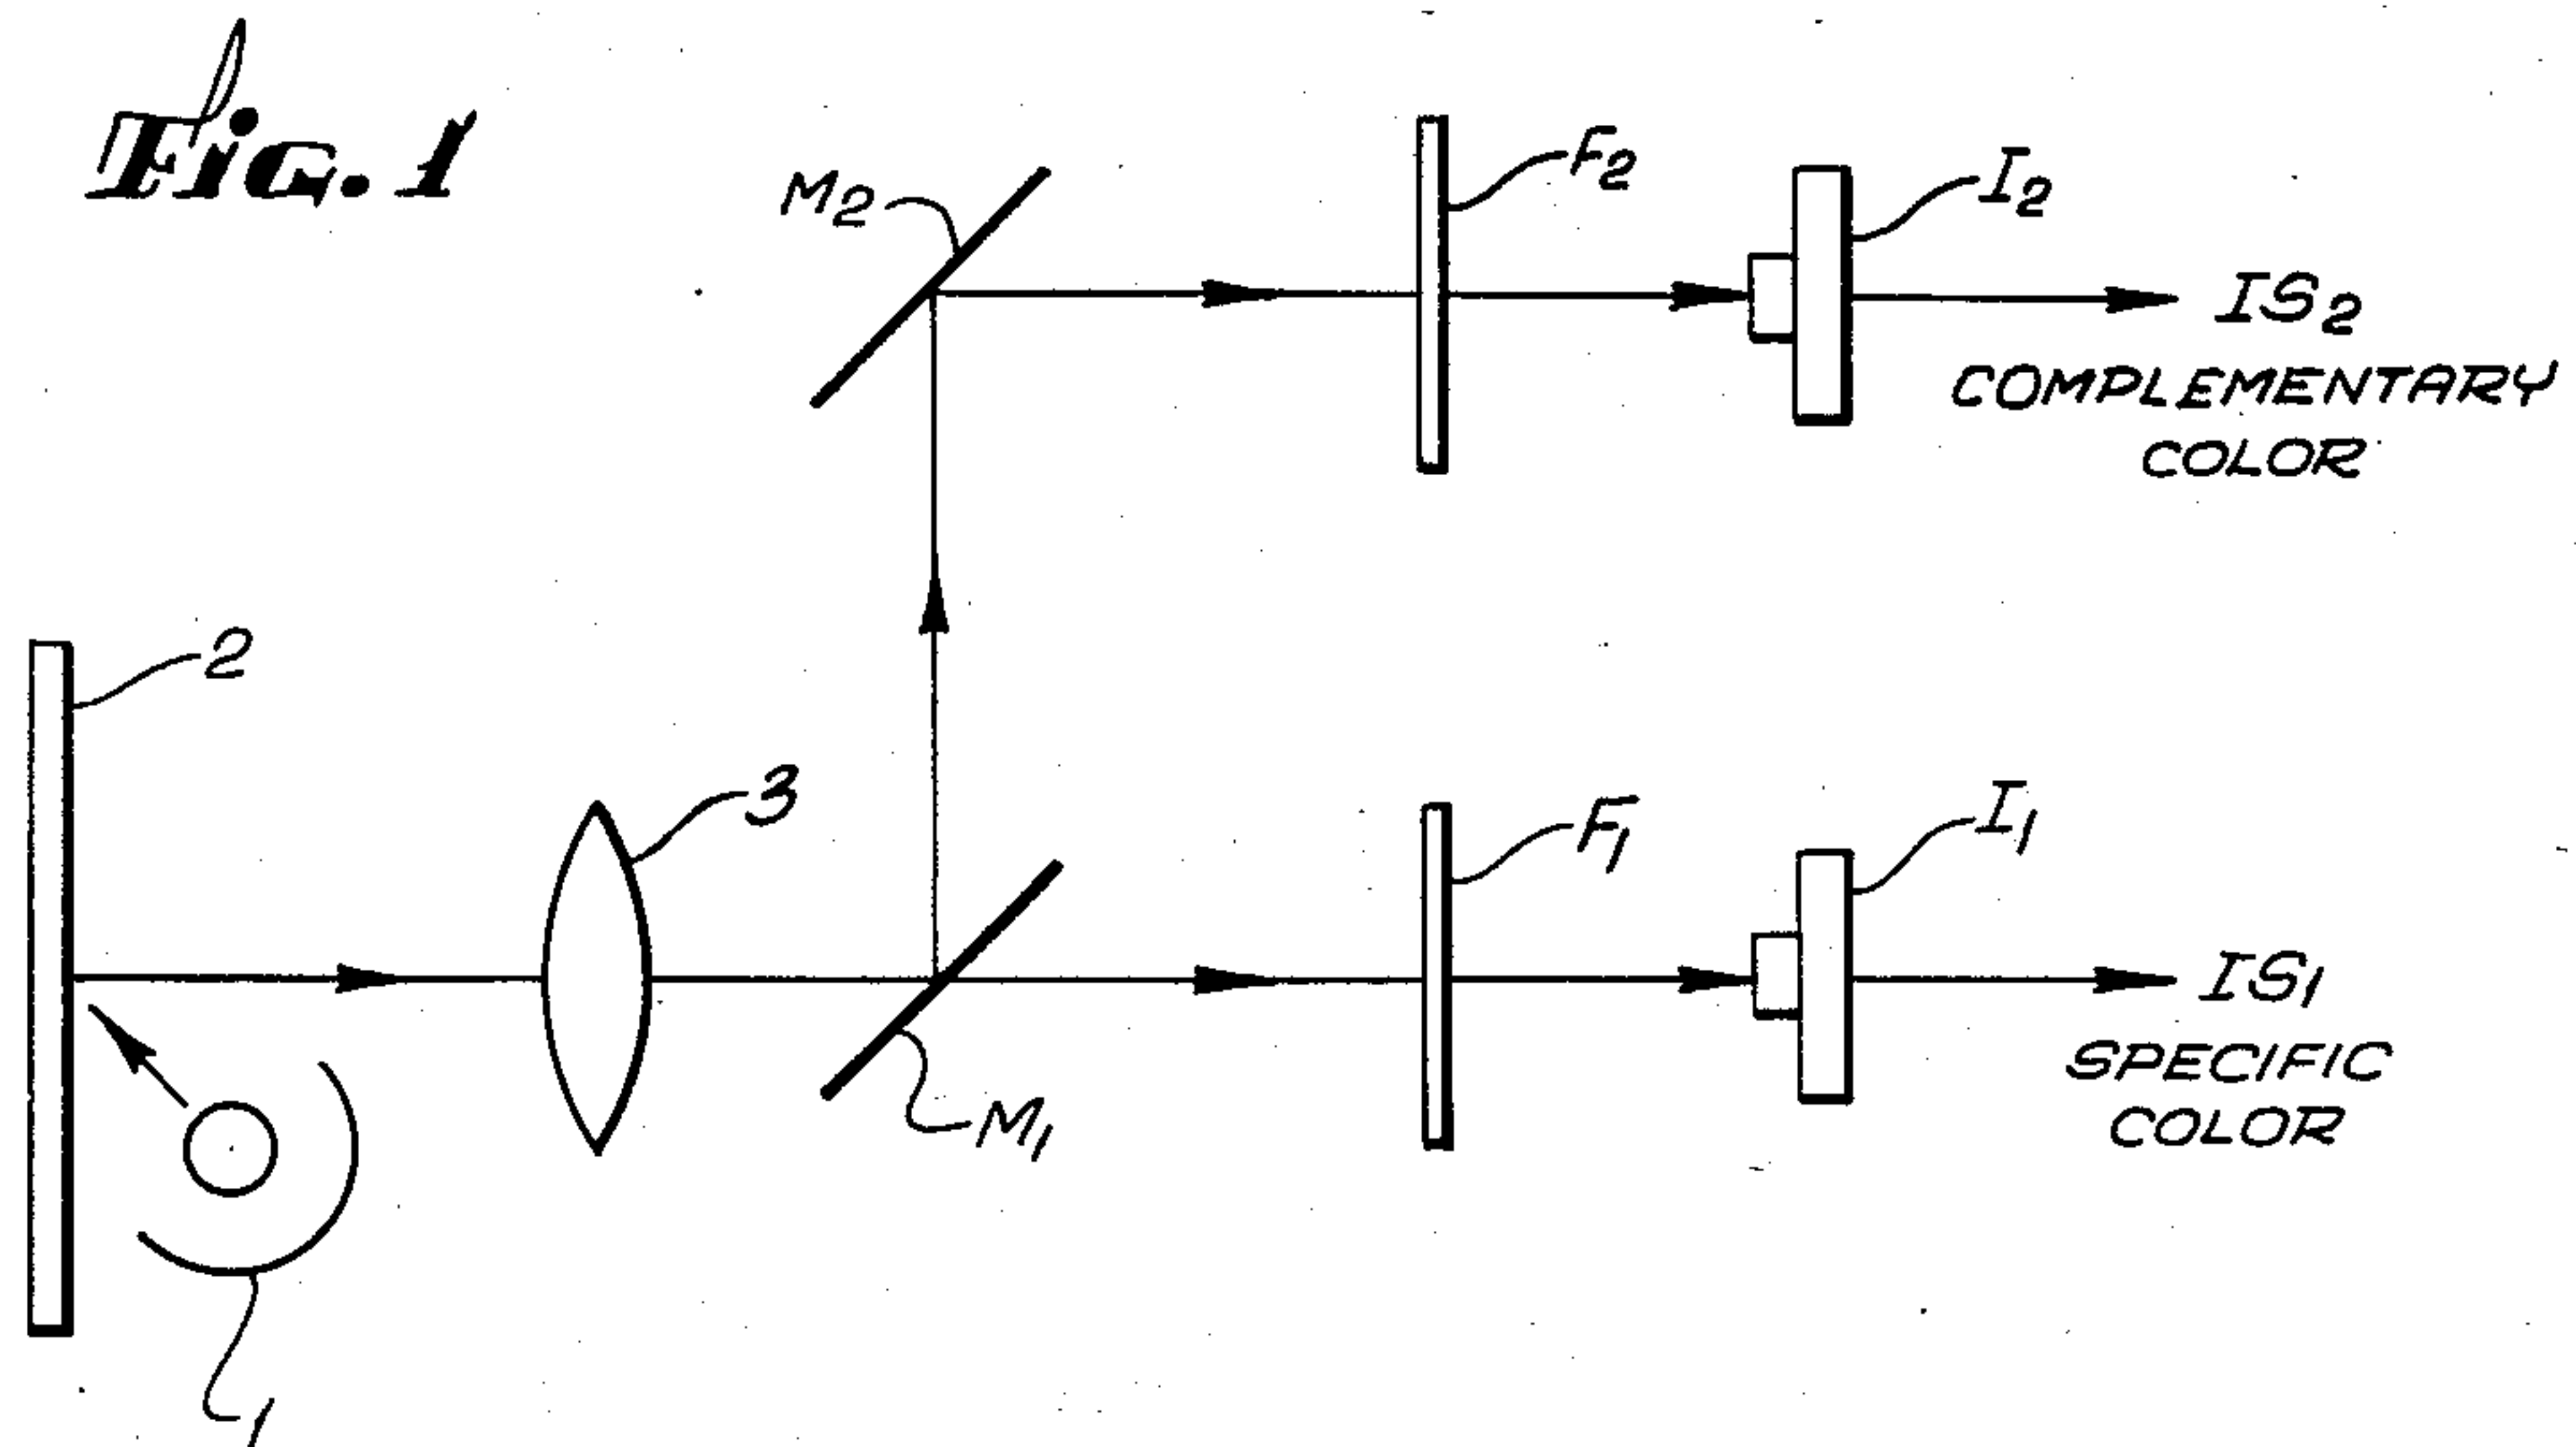 Fig. 1
M2
F2
I2
IS2
COMPLEMENTARY
COLOR
2
3
F1
I1
IS1
SPECIFIC
COLOR
M1
1